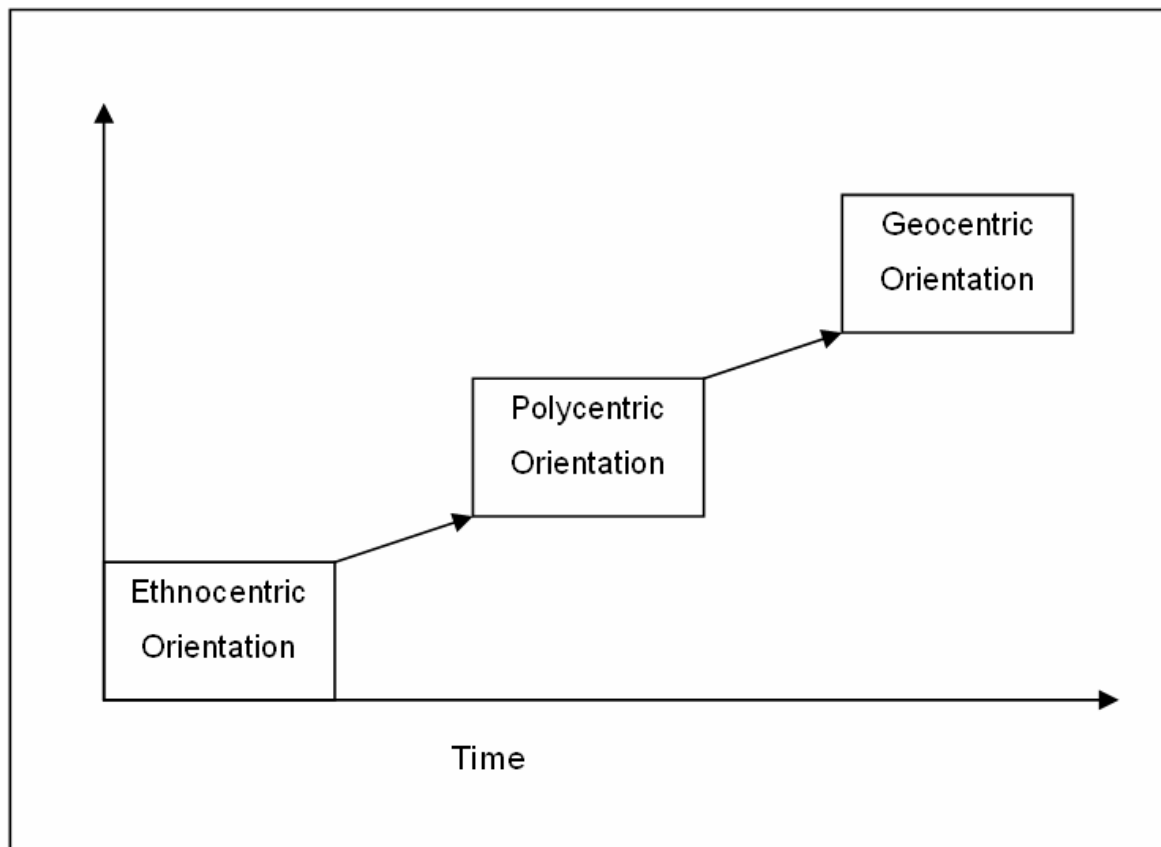 Geocentric
Orientation
Polycentric
Orientation
Ethnocentric
Orientation
Time